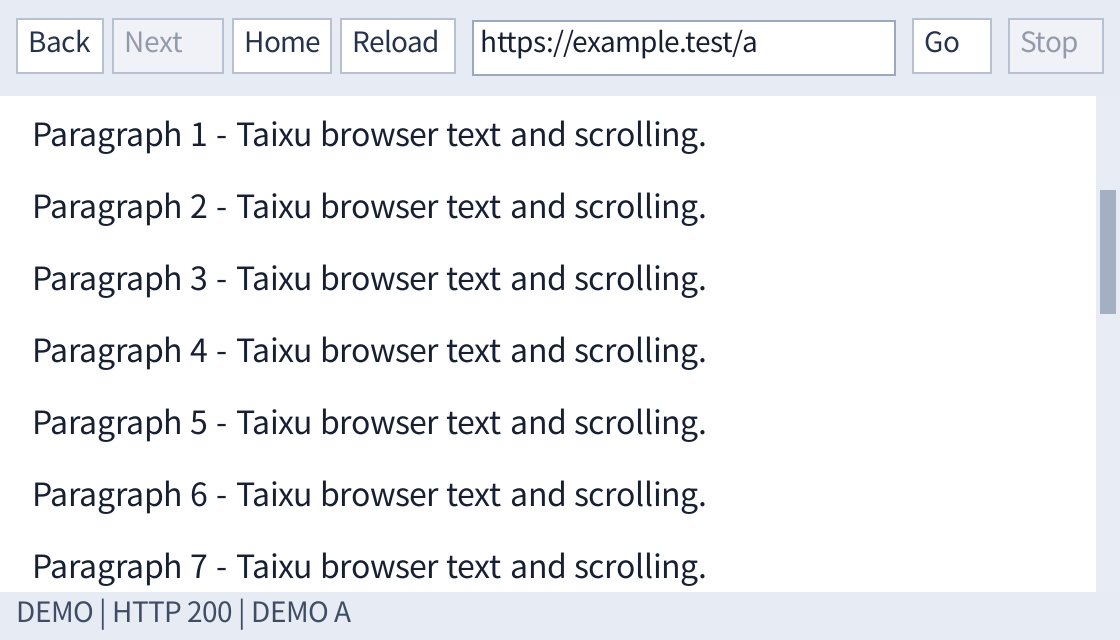 Back Next Home Reload https://example.test/a Go Stop
Paragraph 1 - Taixu browser text and scrolling.
Paragraph 2 - Taixu browser text and scrolling.
Paragraph 3 - Taixu browser text and scrolling.
Paragraph 4 - Taixu browser text and scrolling.
Paragraph 5 - Taixu browser text and scrolling.
Paragraph 6 - Taixu browser text and scrolling.
Paragraph 7 - Taixu browser text and scrolling.
DEMO | HTTP 200 | DEMO A